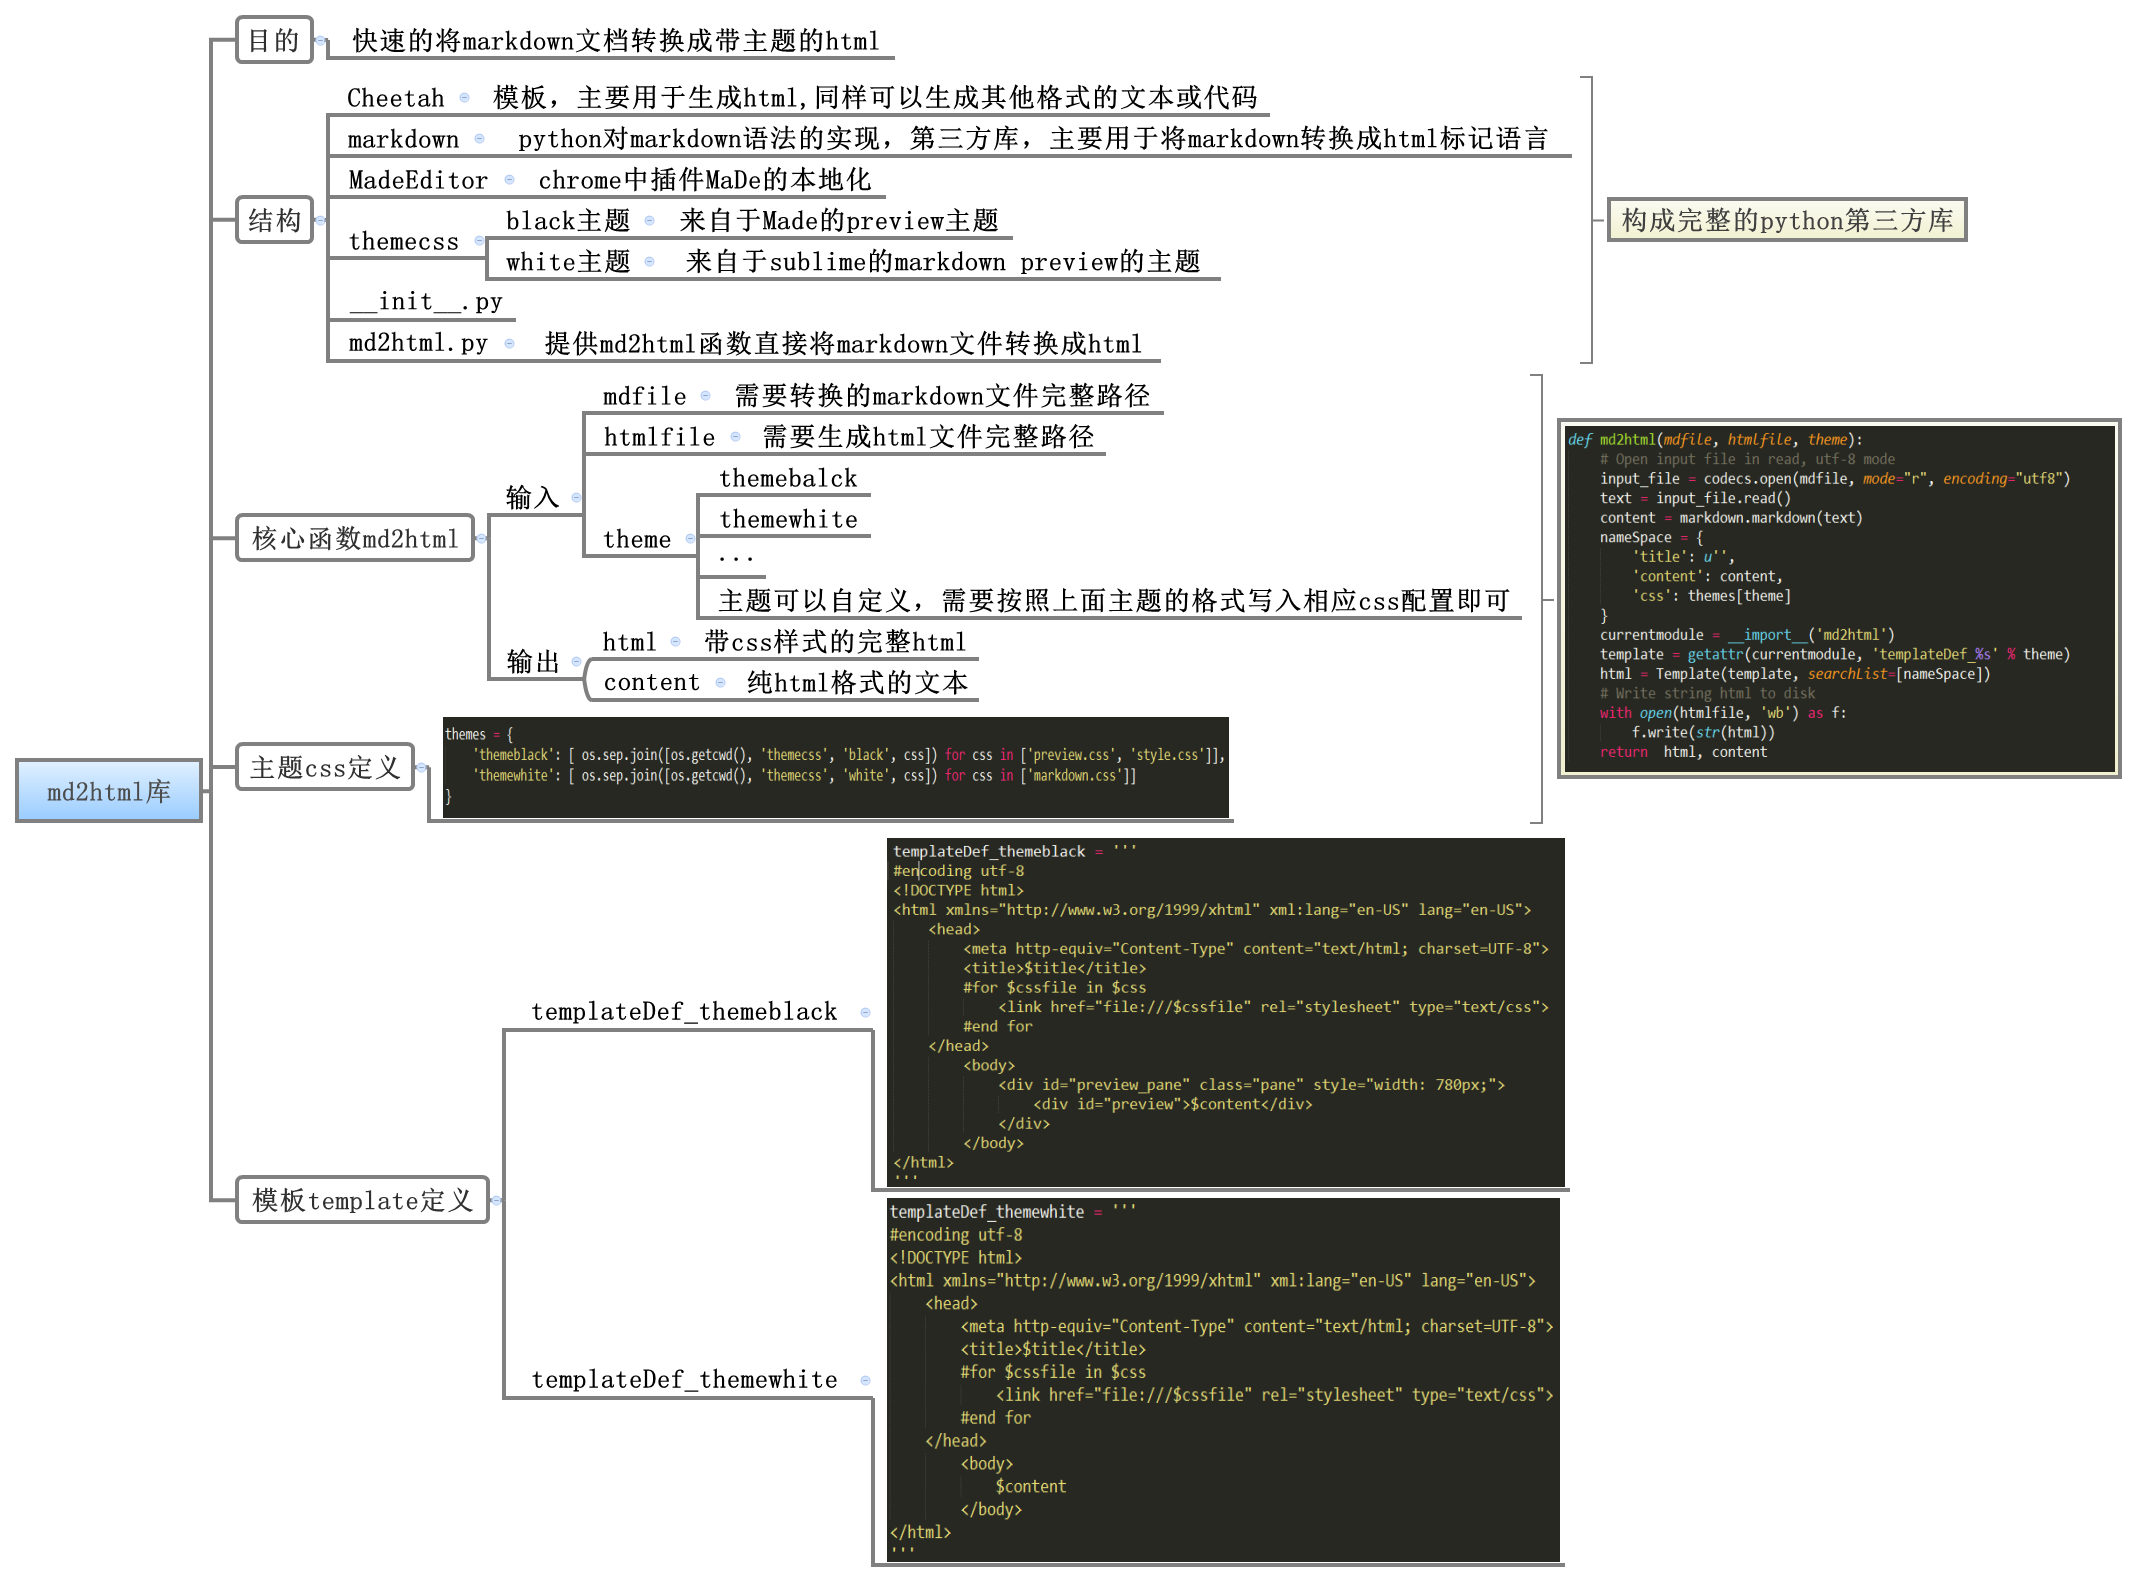 目的
快速的将markdown文档转换成带主题的html
结构
Cheetah
模板，主要用于生成html,同样可以生成其他格式的文本或代码
markdown
python对markdown语法的实现，第三方库，主要用于将markdown转换成html标记语言
MadeEditor
chrome中插件MaDe的本地化
themecss
black主题
来自于Made的preview主题
white主题
来自于sublime的markdown preview的主题
__init__.py
md2html.py
提供md2html函数直接将markdown文件转换成html
构成完整的python第三方库
核心函数md2html
输入
mdfile
需要转换的markdown文件完整路径
htmlfile
需要生成html文件完整路径
theme
themebalck
themewhite
...
主题可以自定义，需要按照上面主题的格式写入相应css配置即可
输出
html
带css样式的完整html
content
纯html格式的文本
def md2html(mdfile, htmlfile, theme):
# Open input file in read, utf-8 mode
input_file = codecs.open(mdfile, mode="r", encoding="utf8")
text = input_file.read()
content = markdown.markdown(text)
nameSpace = {
'title': u'',
'content': content,
'css': themes[theme]
}
currentmodule = __import__('md2html')
template = getattr(currentmodule, 'templateDef_%s' % theme)
html = Template(template, searchList=[nameSpace])
# Write string html to disk
with open(htmlfile, 'wb') as f:
f.write(str(html))
return  html, content
md2html库
主题css定义
themes = {
'themeblack': [ os.sep.join([os.getcwd(), 'themecss', 'black', css]) for css in ['preview.css', 'style.css']],
'themewhite': [ os.sep.join([os.getcwd(), 'themecss', 'white', css]) for css in ['markdown.css']]
}
模板template定义
templateDef_themeblack
templateDef_themeblack = '''
#encoding utf-8
<!DOCTYPE html>
<html xmlns="http://www.w3.org/1999/xhtml" xml:lang="en-US" lang="en-US">
<head>
<meta http-equiv="Content-Type" content="text/html; charset=UTF-8">
<title>$title</title>
#for $cssfile in $css
<link href="file:///$cssfile" rel="stylesheet" type="text/css">
#end for
</head>
<body>
<div id="preview_pane" class="pane" style="width: 780px;">
<div id="preview">$content</div>
</div>
</body>
</html>
'''
templateDef_themewhite
templateDef_themewhite = '''
#encoding utf-8
<!DOCTYPE html>
<html xmlns="http://www.w3.org/1999/xhtml" xml:lang="en-US" lang="en-US">
<head>
<meta http-equiv="Content-Type" content="text/html; charset=UTF-8">
<title>$title</title>
#for $cssfile in $css
<link href="file:///$cssfile" rel="stylesheet" type="text/css">
#end for
</head>
<body>
$content
</body>
</html>
'''